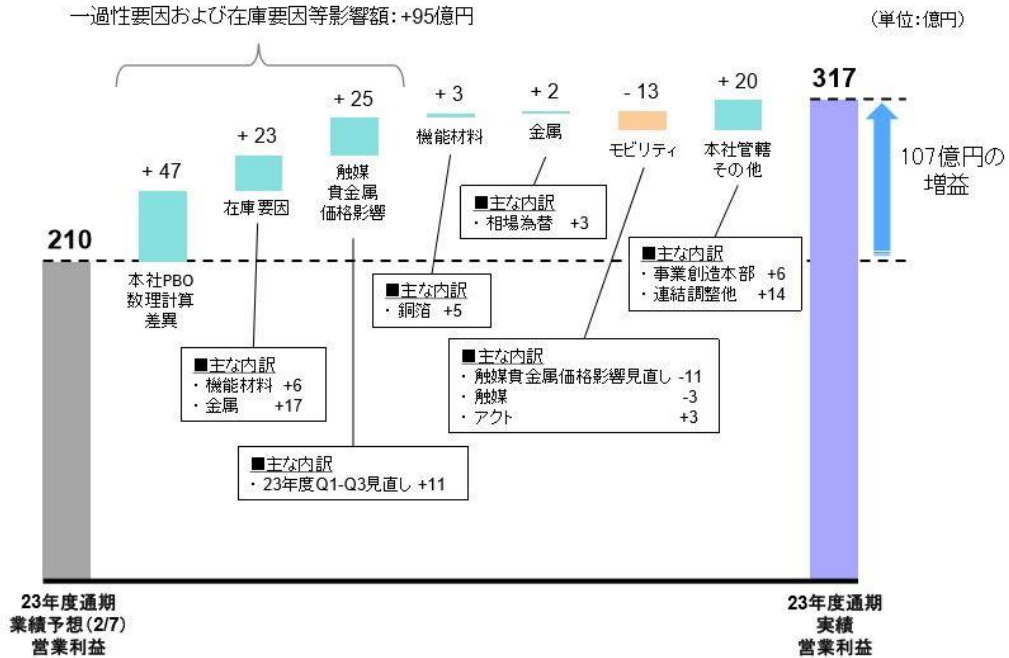 一過性要因および在庫要因等影響額：+95億円
(単位：億円)
210
+ 47
本社PBO
数理計算
差異
+ 23
在庫要因
+ 25
触媒
貴金属
価格影響
+ 3
機能材料
+ 2
金属
- 13
モビリティ
+ 20
本社管轄
その他
317
107億円の
増益
■主な内訳
・機能材料 +6
・金属 +17
■主な内訳
・23年度Q1-Q3見直し +11
■主な内訳
・銅箔 +5
■主な内訳
・相場為替 +3
■主な内訳
・触媒貴金属価格影響見直し -11
・触媒 -3
・アクト +3
■主な内訳
・事業創造本部 +6
・連結調整他 +14
23年度通期
業績予想(2/7)
営業利益
23年度通期
実績
営業利益